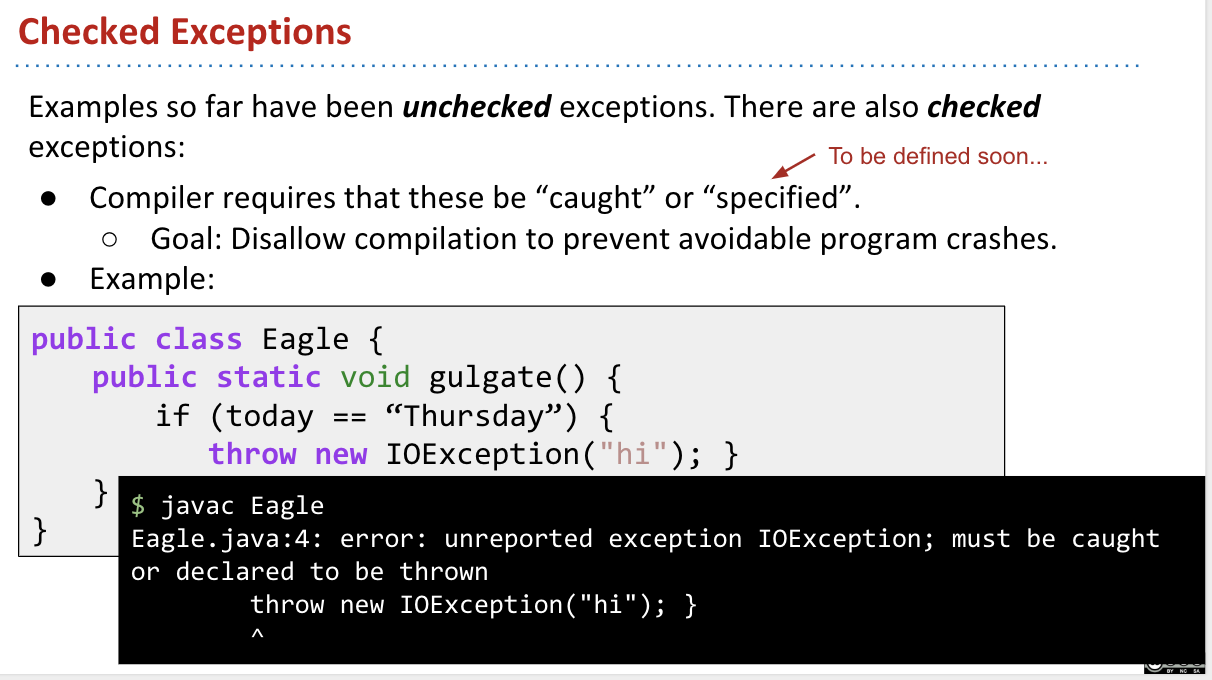 Checked Exceptions
Examples so far have been unchecked exceptions. There are also checked
exceptions:
To be defined soon...
● Compiler requires that these be “caught” or “specified”.
○ Goal: Disallow compilation to prevent avoidable program crashes.
● Example:
public class Eagle {
public static void gulgate() {
if (today == “Thursday”) {
throw new IOException("hi"); }
}
}
$ javac Eagle
Eagle.java:4: error: unreported exception IOException; must be caught
or declared to be thrown
throw new IOException("hi"); }
^
BY NC SA